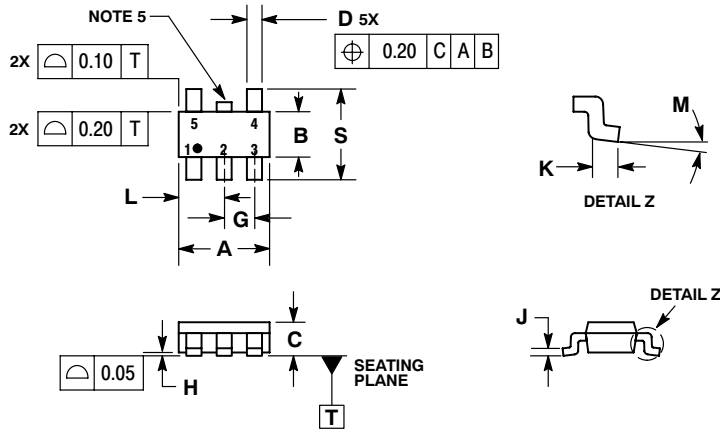 NOTE 5
D 5X
⌖ 0.20 C A B
2X ⌓ 0.10 T
2X ⌓ 0.20 T
5 4
1 2 3
B
S
M
K
DETAIL Z
L
G
A
DETAIL Z
J
C
⌓ 0.05
H
SEATING
PLANE
T